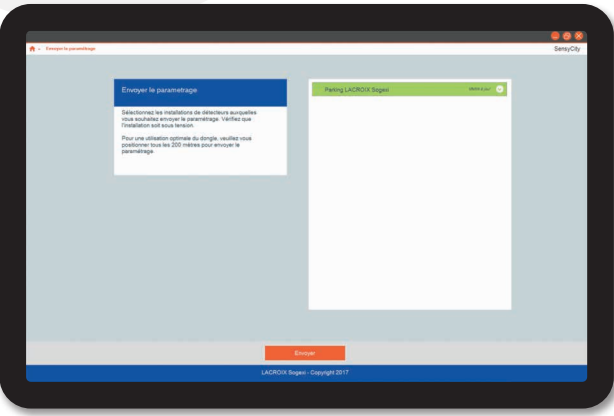 Envoyer le paramétrage
SensyCity
Envoyer le parametrage
Sélectionnez les installations de détecteurs auxquelles
vous souhaitez envoyer le paramétrage. Vérifiez que
l'installation soit sous tension.
Pour une utilisation optimale du dongle, veuillez vous
positionner tous les 200 mètres pour envoyer le
paramétrage.
Parking LACROIX Sogexi
Envoyer
LACROIX Sogexi - Copyright 2017